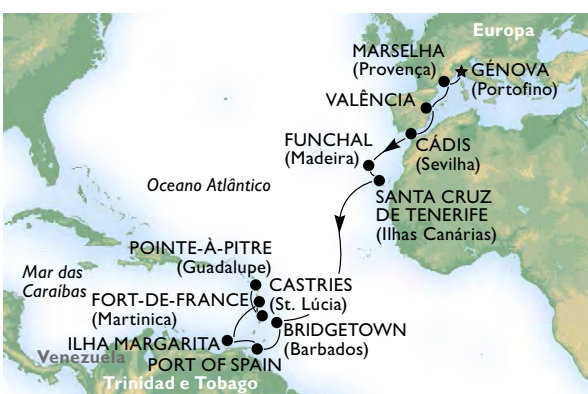 Europa
MARSELHA
(Provença)
GÉNOVA
(Portofino)
VALÊNCIA
FUNCHAL
(Madeira)
CÁDIS
(Sevilha)
Oceano Atlântico
SANTA CRUZ
DE TENERIFE
(Ilhas Canárias)
POINTE-À-PITRE
(Guadalupe)
Mar das
Caraíbas
CASTRIES
(St. Lúcia)
FORT-DE-FRANCE
(Martinica)
BRIDGETOWN
(Barbados)
ILHA MARGARITA
Venezuela
PORT OF SPAIN
Trinidad e Tobago